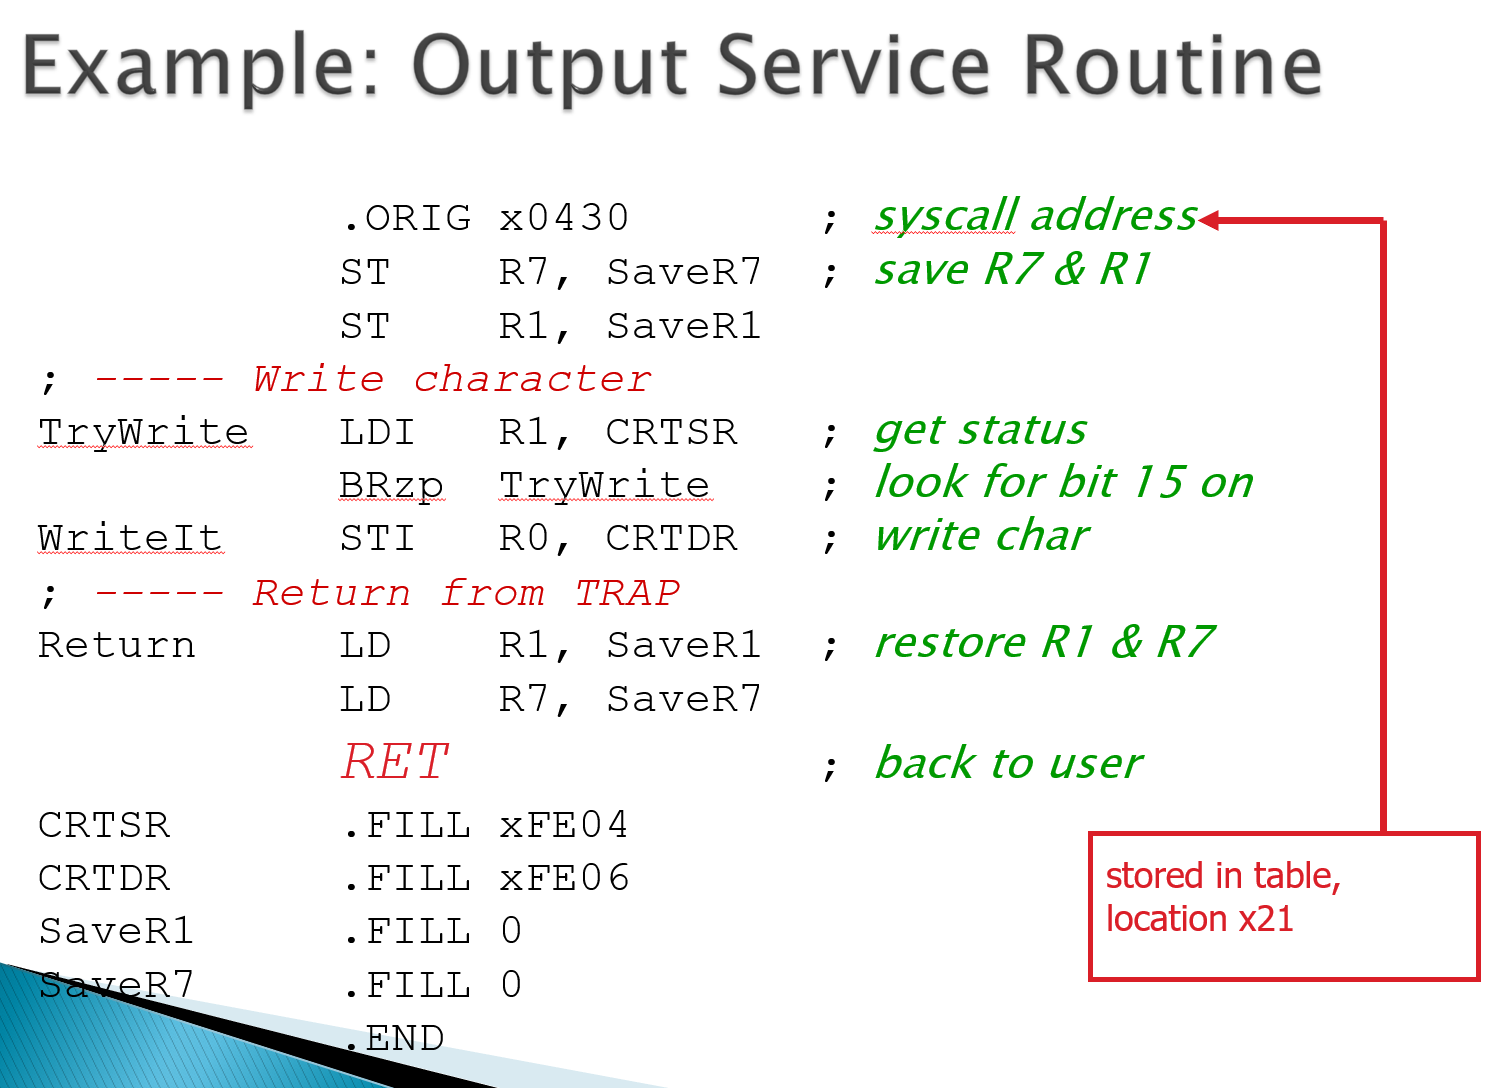 Example: Output Service Routine
.ORIG x0430 ; syscall address
ST R7, SaveR7 ; save R7 & R1
ST R1, SaveR1
; ----- Write character
TryWrite LDI R1, CRTSR ; get status
BRzp TryWrite ; look for bit 15 on
WriteIt STI R0, CRTDR ; write char
; ----- Return from TRAP
Return LD R1, SaveR1 ; restore R1 & R7
LD R7, SaveR7
RET ; back to user
CRTSR .FILL xFE04
CRTDR .FILL xFE06
SaveR1 .FILL 0
SaveR7 .FILL 0
.END
stored in table,
location x21